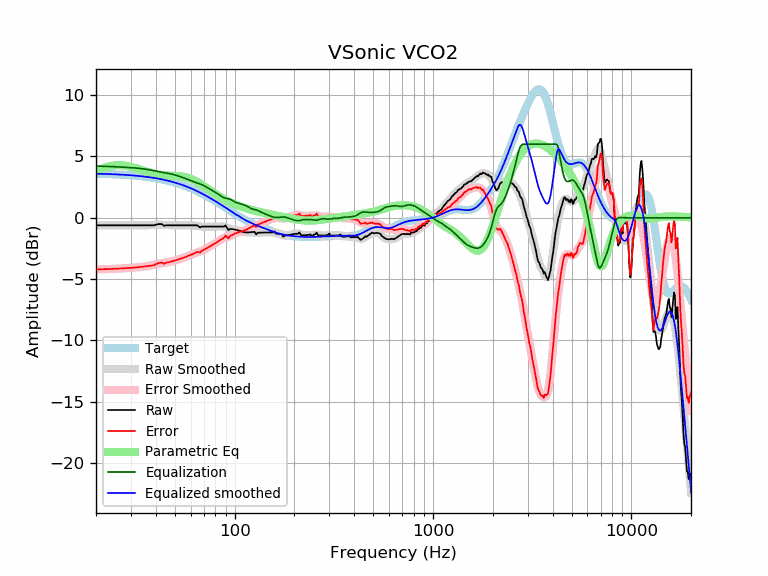 VSonic VCO2
Amplitude (dBr)
10
5
0
−5
−10
−15
−20
Target
Raw Smoothed
Error Smoothed
Raw
Error
Parametric Eq
Equalization
Equalized smoothed
100
1000
10000
Frequency (Hz)